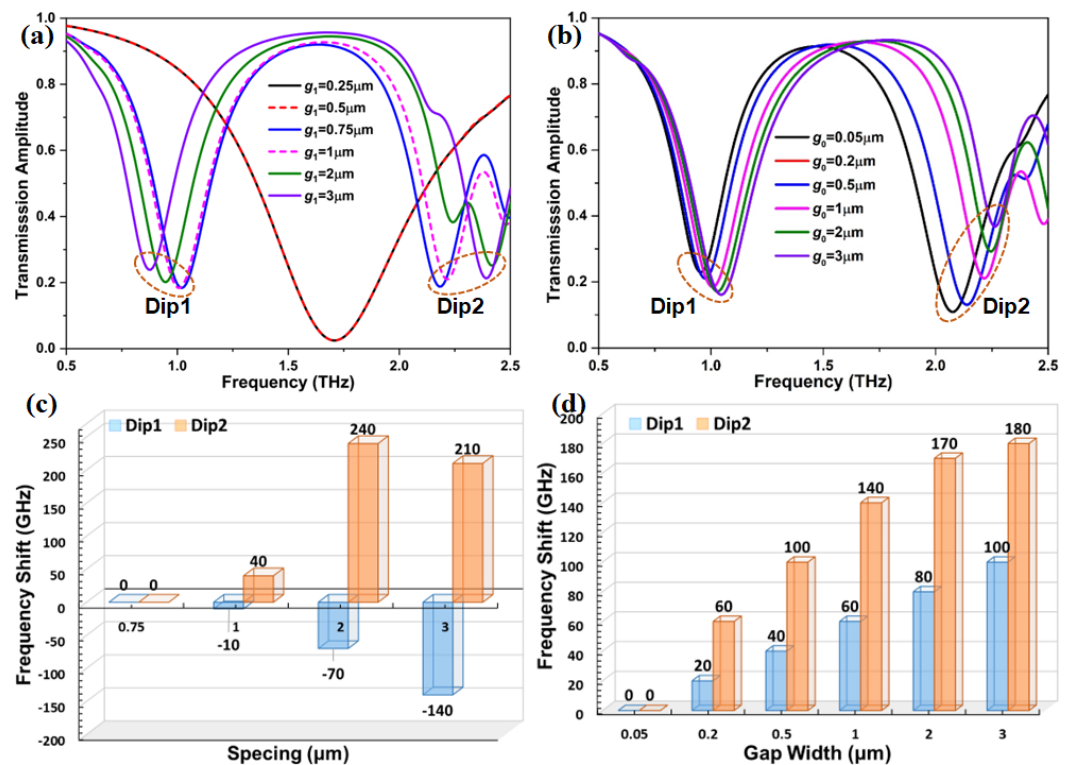 (a)
1.0
0.8
0.6
0.4
0.2
0.0
Transmission Amplitude
g1=0.25μm
g1=0.5μm
g1=0.75μm
g1=1μm
g1=2μm
g1=3μm
Dip1
Dip2
0.5
1.0
1.5
2.0
2.5
Frequency (THz)
(b)
1.0
0.8
0.6
0.4
0.2
0.0
Transmission Amplitude
g0=0.05μm
g0=0.2μm
g0=0.5μm
g0=1μm
g0=2μm
g0=3μm
Dip1
Dip2
0.5
1.0
1.5
2.0
2.5
Frequency (THz)
(c)
Dip1
Dip2
250
200
150
100
50
0
-50
-100
-150
-200
Frequency Shift (GHz)
0
0
40
240
210
0.75
1
2
3
-10
-70
-140
Specing (μm)
(d)
Dip1
Dip2
200
180
160
140
120
100
80
60
40
20
0
Frequency Shift (GHz)
0
0
20
60
40
100
60
140
80
170
100
180
0.05
0.2
0.5
1
2
3
Gap Width (μm)